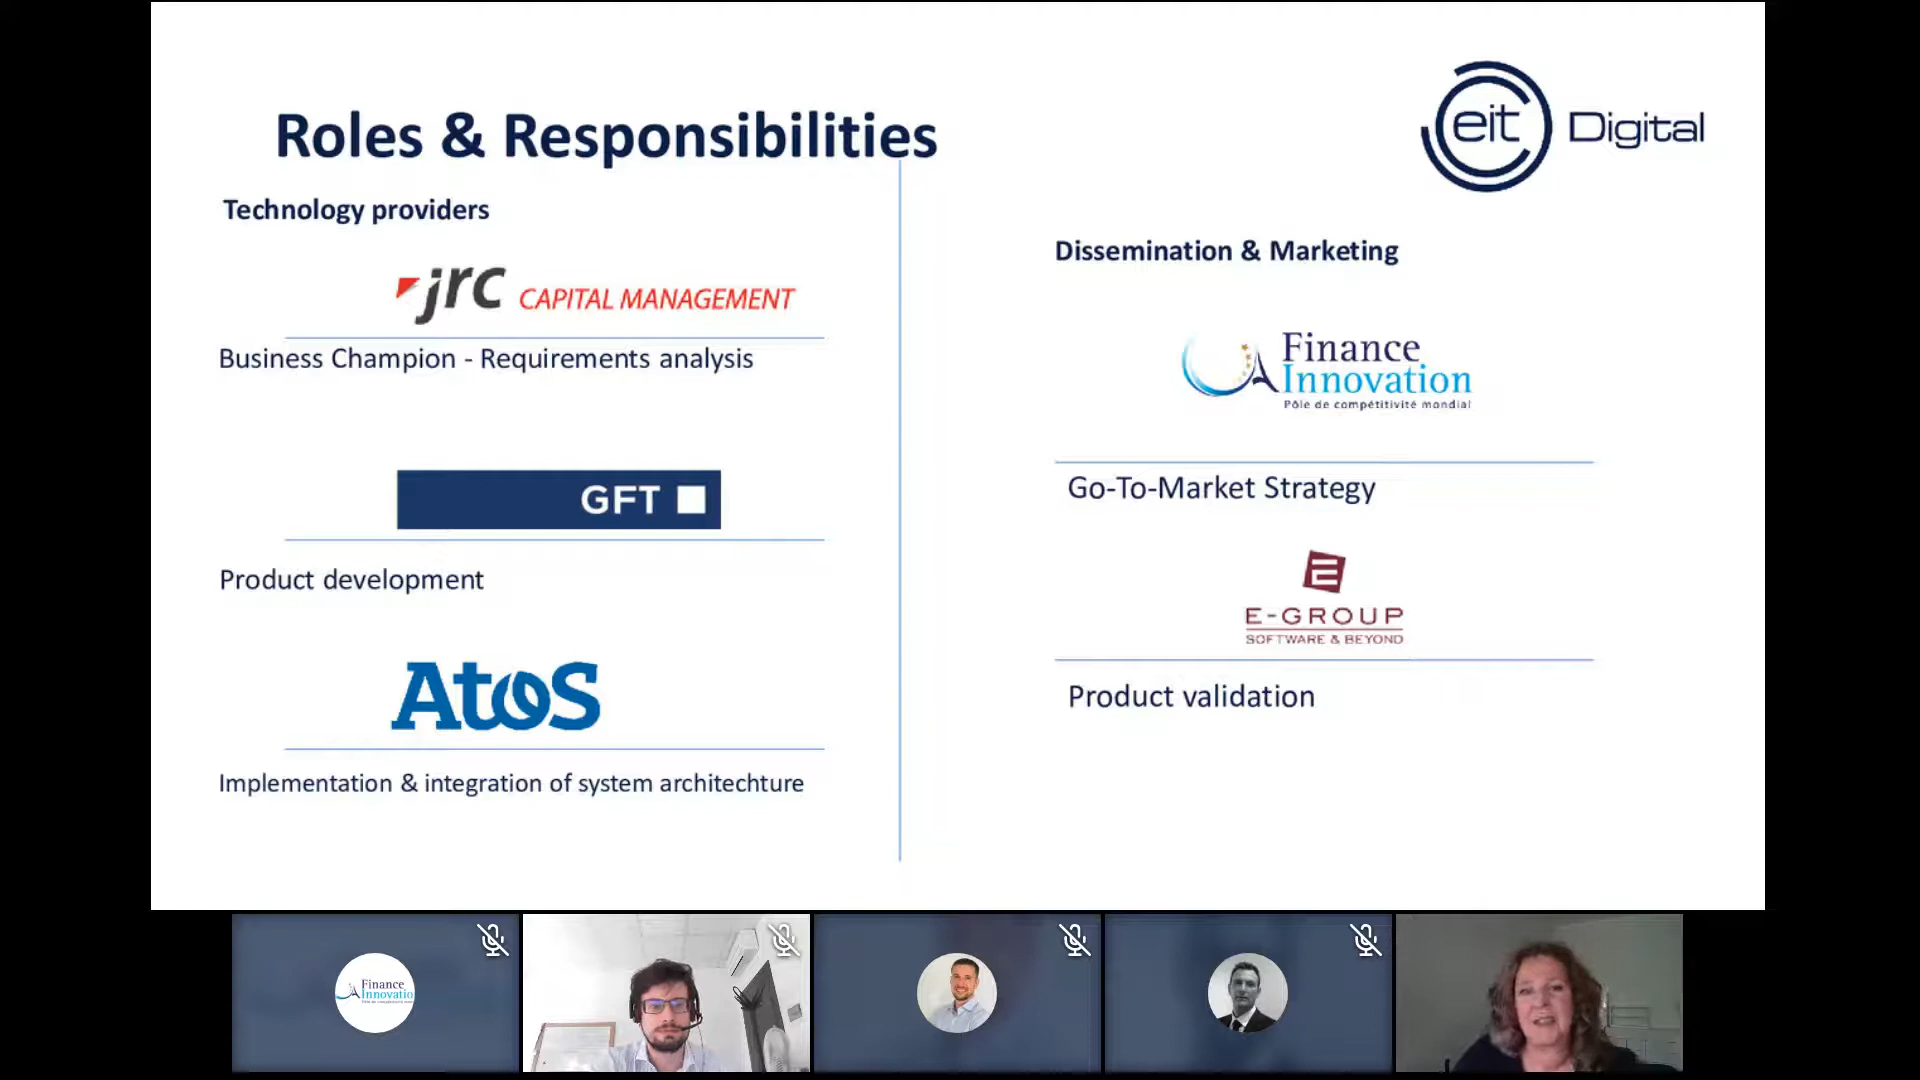 Roles & Responsibilities
eit Digital
Technology providers
jrc CAPITAL MANAGEMENT
Business Champion - Requirements analysis
GFT
Product development
Atos
Implementation & integration of system architechture
Dissemination & Marketing
Finance
Innovation
Pôle de compétitivité mondial
Go-To-Market Strategy
E-GROUP
SOFTWARE & BEYOND
Product validation
Finance
Innovatio